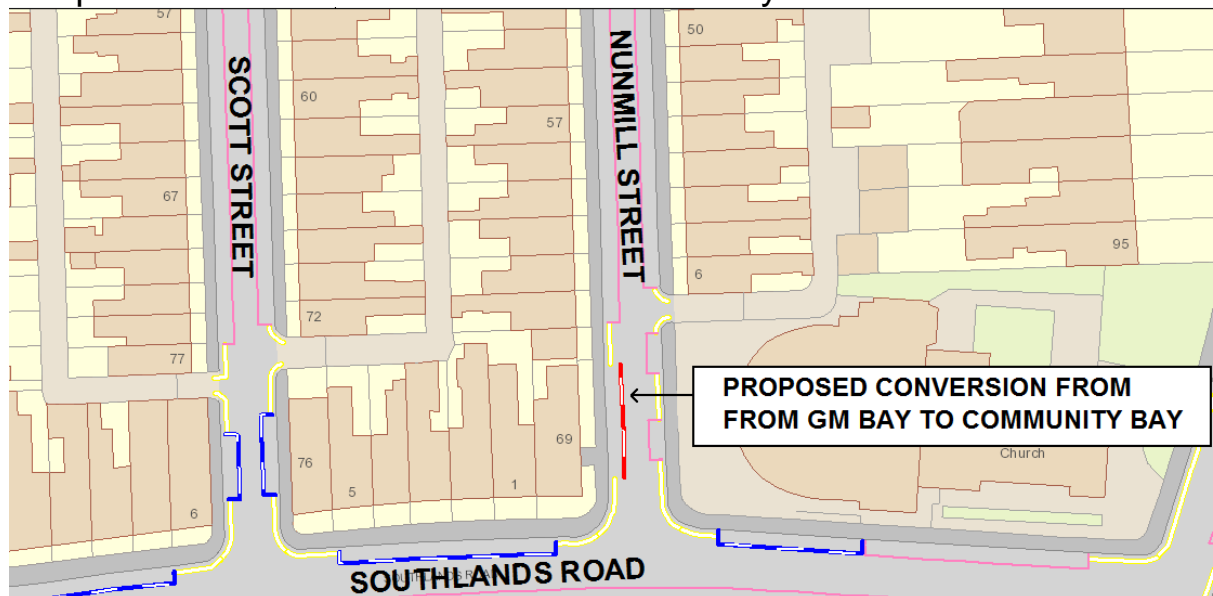 57
50
SCOTT STREET
NUNMILL STREET
60
57
67
95
6
72
77
PROPOSED CONVERSION FROM
FROM GM BAY TO COMMUNITY BAY
69
Church
76
5
1
6
SOUTHLANDS ROAD